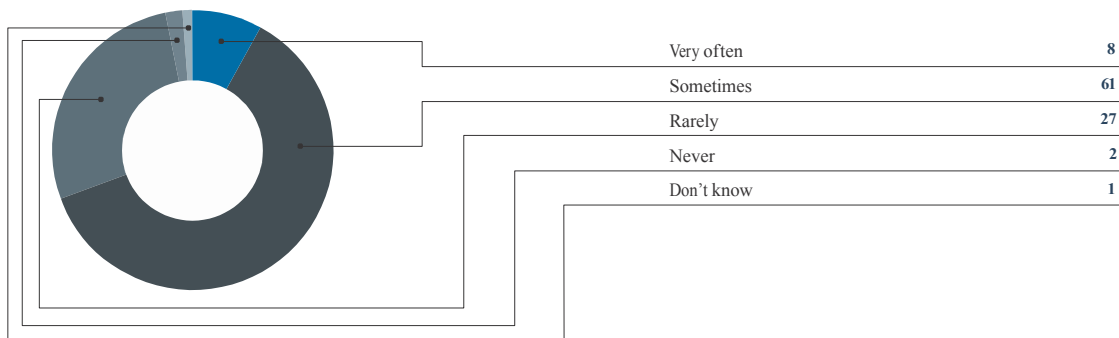 Very often 8
Sometimes 61
Rarely 27
Never 2
Don't know 1